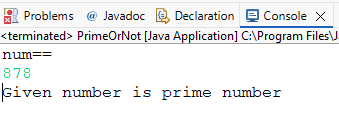 Problems Javadoc Declaration Console
<terminated> PrimeOrNot [Java Application] C:\Program Files\J
num==
878
Given number is prime number